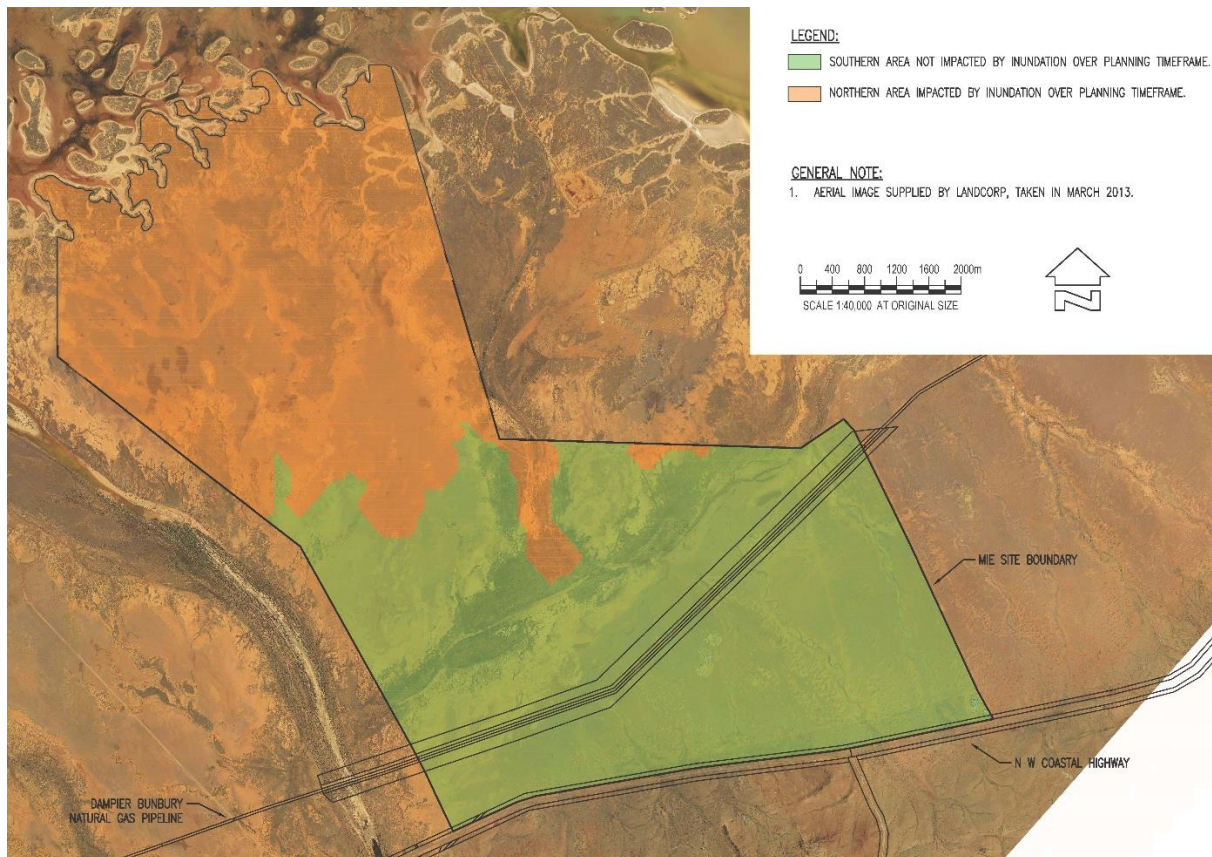 LEGEND:
SOUTHERN AREA NOT IMPACTED BY INUNDATION OVER PLANNING TIMEFRAME.
NORTHERN AREA IMPACTED BY INUNDATION OVER PLANNING TIMEFRAME.
GENERAL NOTE:
1. AERIAL IMAGE SUPPLIED BY LANDCORP, TAKEN IN MARCH 2013.
0 400 800 1200 1600 2000m
SCALE 1:40,000 AT ORIGINAL SIZE
N
MIE SITE BOUNDARY
N W COASTAL HIGHWAY
DAMPIER BUNBURY
NATURAL GAS PIPELINE